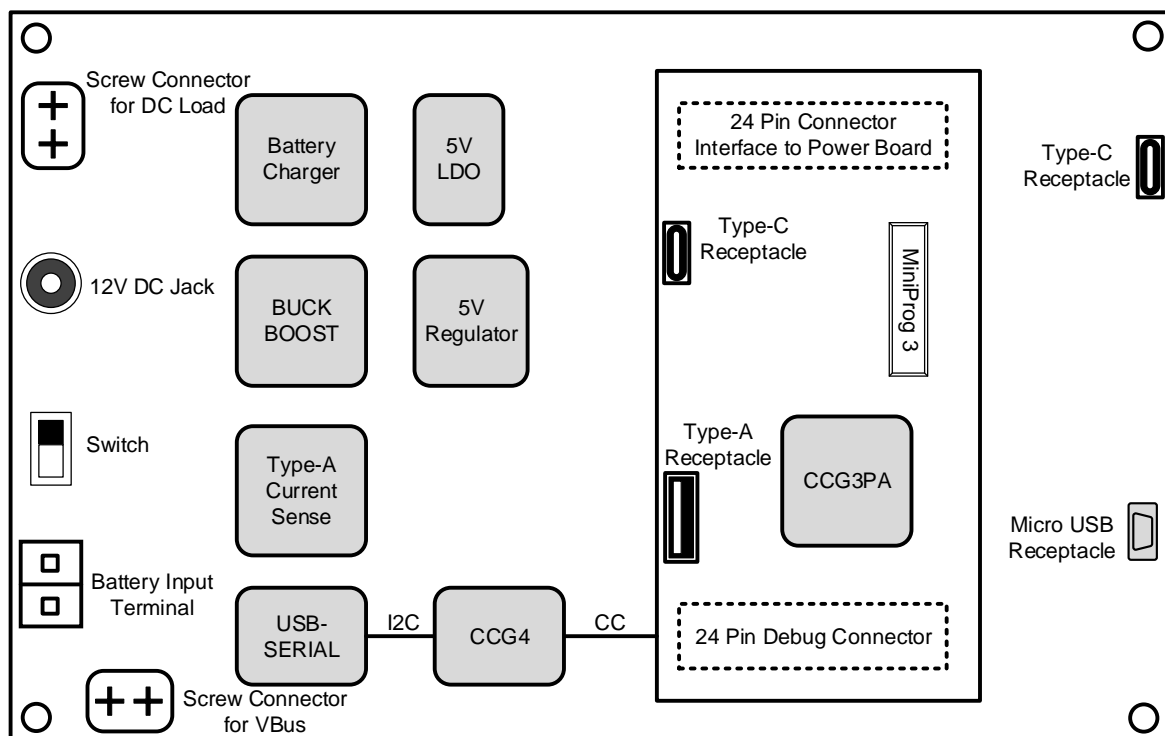 Screw Connector
for DC Load
Battery
Charger
5V
LDO
24 Pin Connector
Interface to Power Board
Type-C
Receptacle
Type-C
Receptacle
12V DC Jack
BUCK
BOOST
5V
Regulator
MiniProg 3
Switch
Type-A
Current
Sense
Type-A
Receptacle
CCG3PA
Micro USB
Receptacle
Battery Input
Terminal
USB-
SERIAL
I2C
CCG4
CC
24 Pin Debug Connector
Screw Connector
for VBus